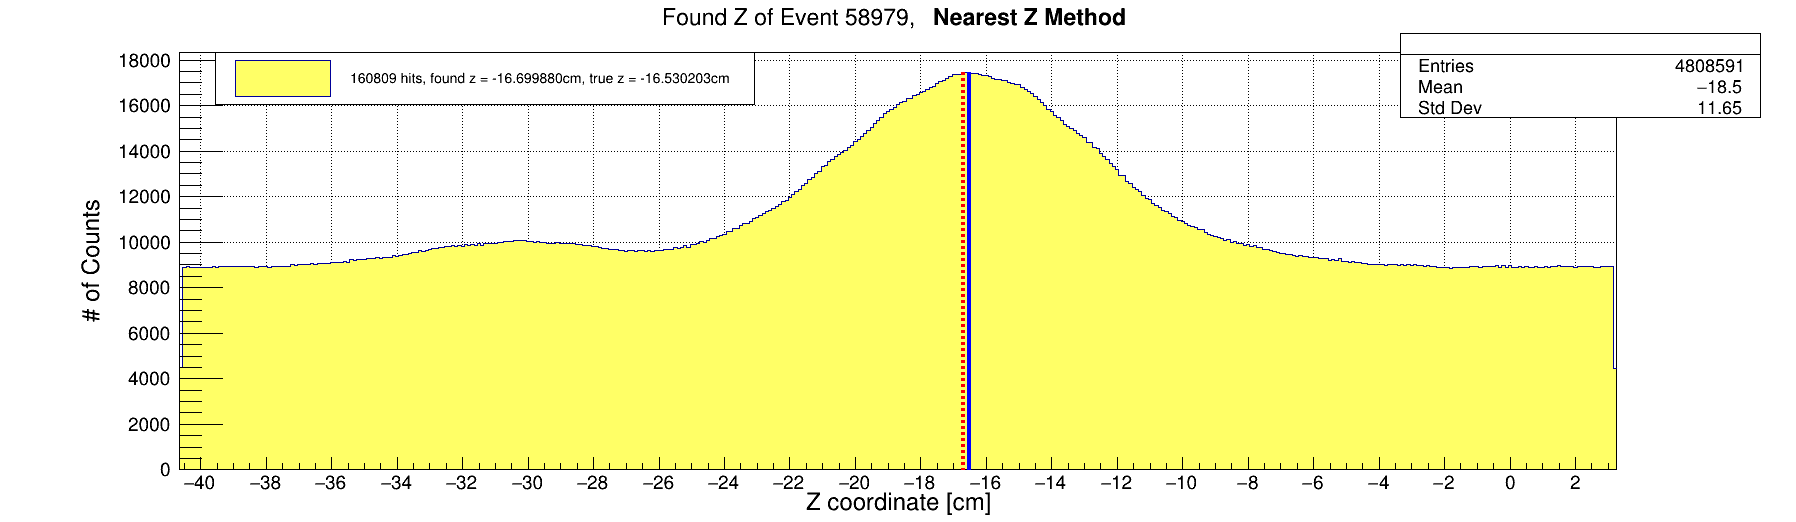 Found Z of Event 58979, Nearest Z Method
160809 hits, found z = -16.699880cm, true z = -16.530203cm
Entries 4808591
Mean −18.5
Std Dev 11.65
# of Counts
18000
16000
14000
12000
10000
8000
6000
4000
2000
0
−40 −38 −36 −34 −32 −30 −28 −26 −24 −22 −20 −18 −16 −14 −12 −10 −8 −6 −4 −2 0 2
Z coordinate [cm]